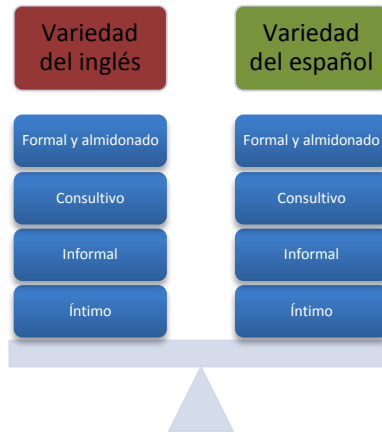 Variedad
del inglés
Variedad
del español
Formal y almidonado
Consultivo
Informal
Íntimo
Formal y almidonado
Consultivo
Informal
Íntimo